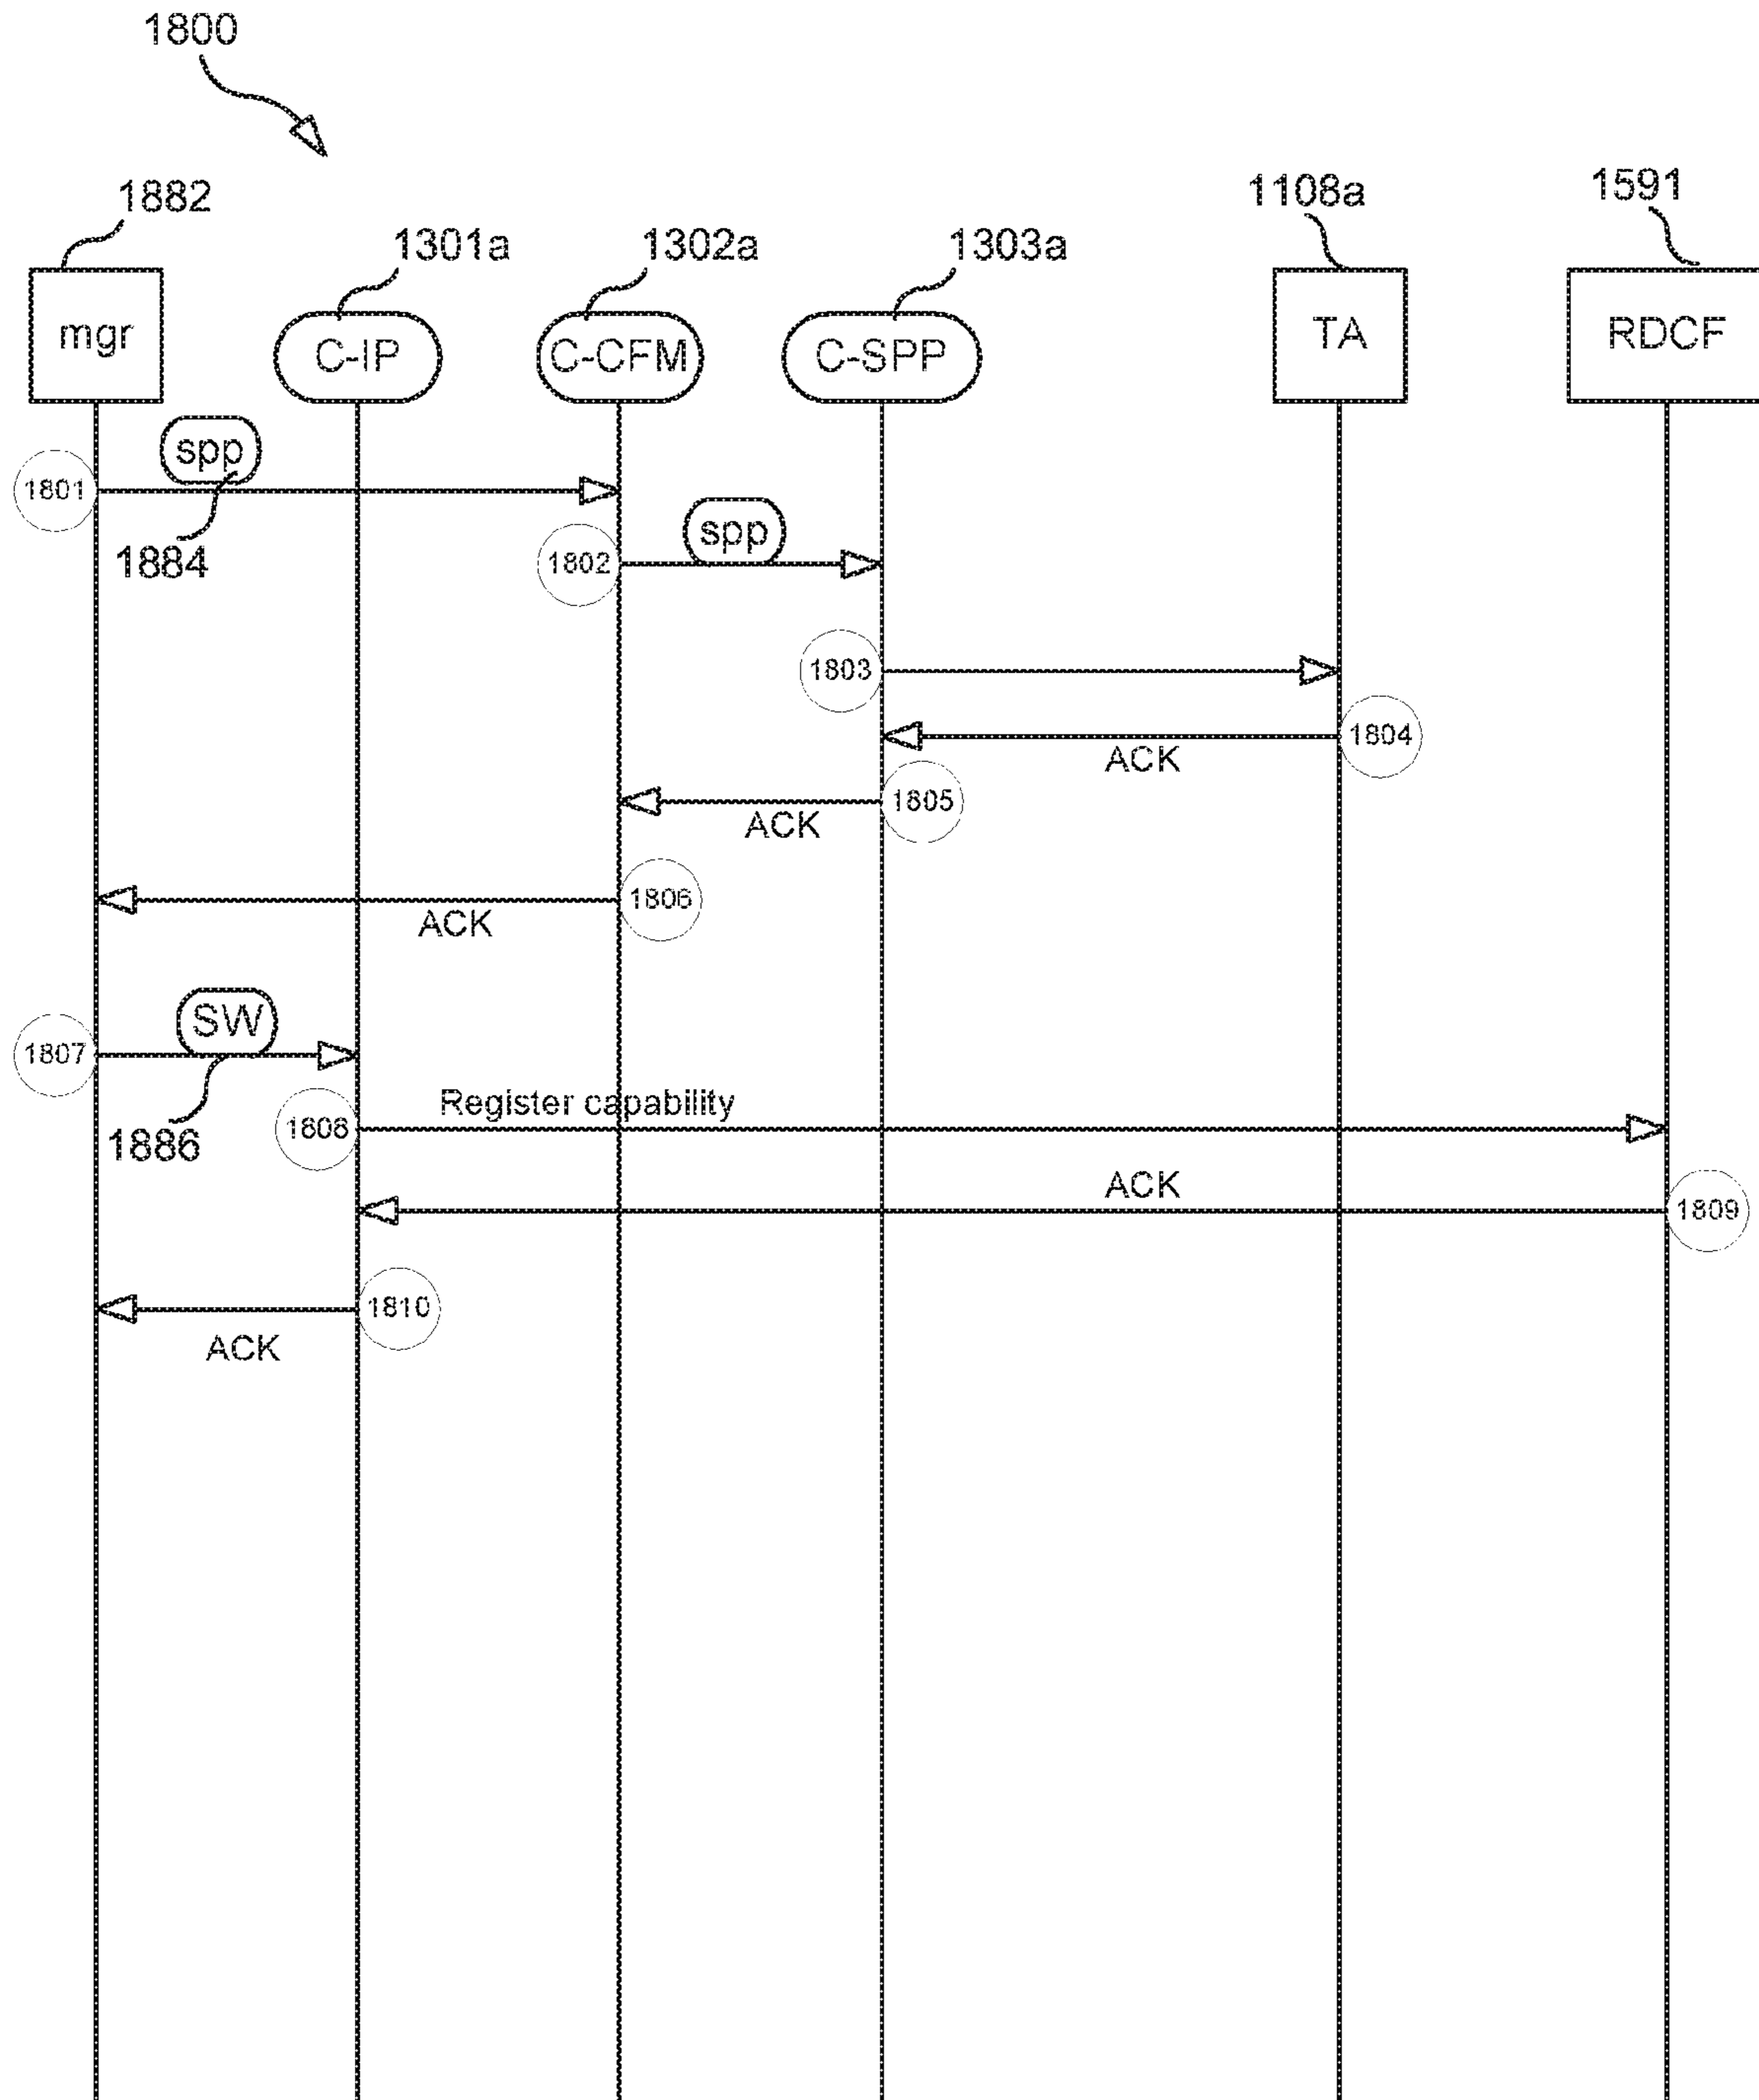 1800
1882
1108a
1591
1301a
1302a
1303a
mgr
C-IP
C-CFM
C-SPP
TA
RDCF
spp
1801
1884
spp
1802
1803
1804
ACK
1805
ACK
1806
ACK
SW
1807
1886
Register capability
1808
ACK
1809
1810
ACK